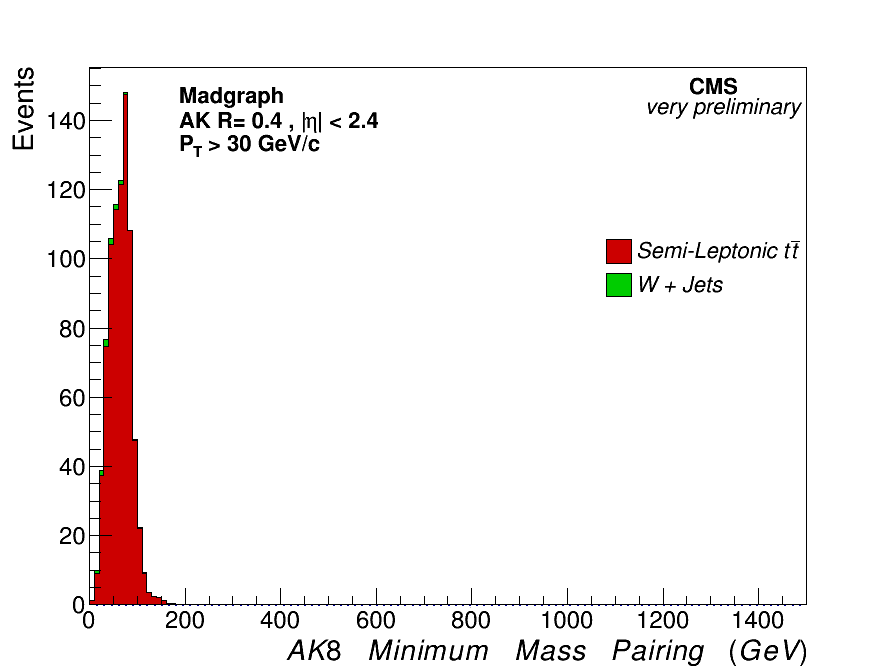 Events
140
120
100
80
60
40
20
0
Madgraph
AK R= 0.4 , |η| < 2.4
P_T > 30 GeV/c
CMS
very preliminary
Semi-Leptonic tt̅
W + Jets
0 200 400 600 800 1000 1200 1400
AK8 Minimum Mass Pairing (GeV)